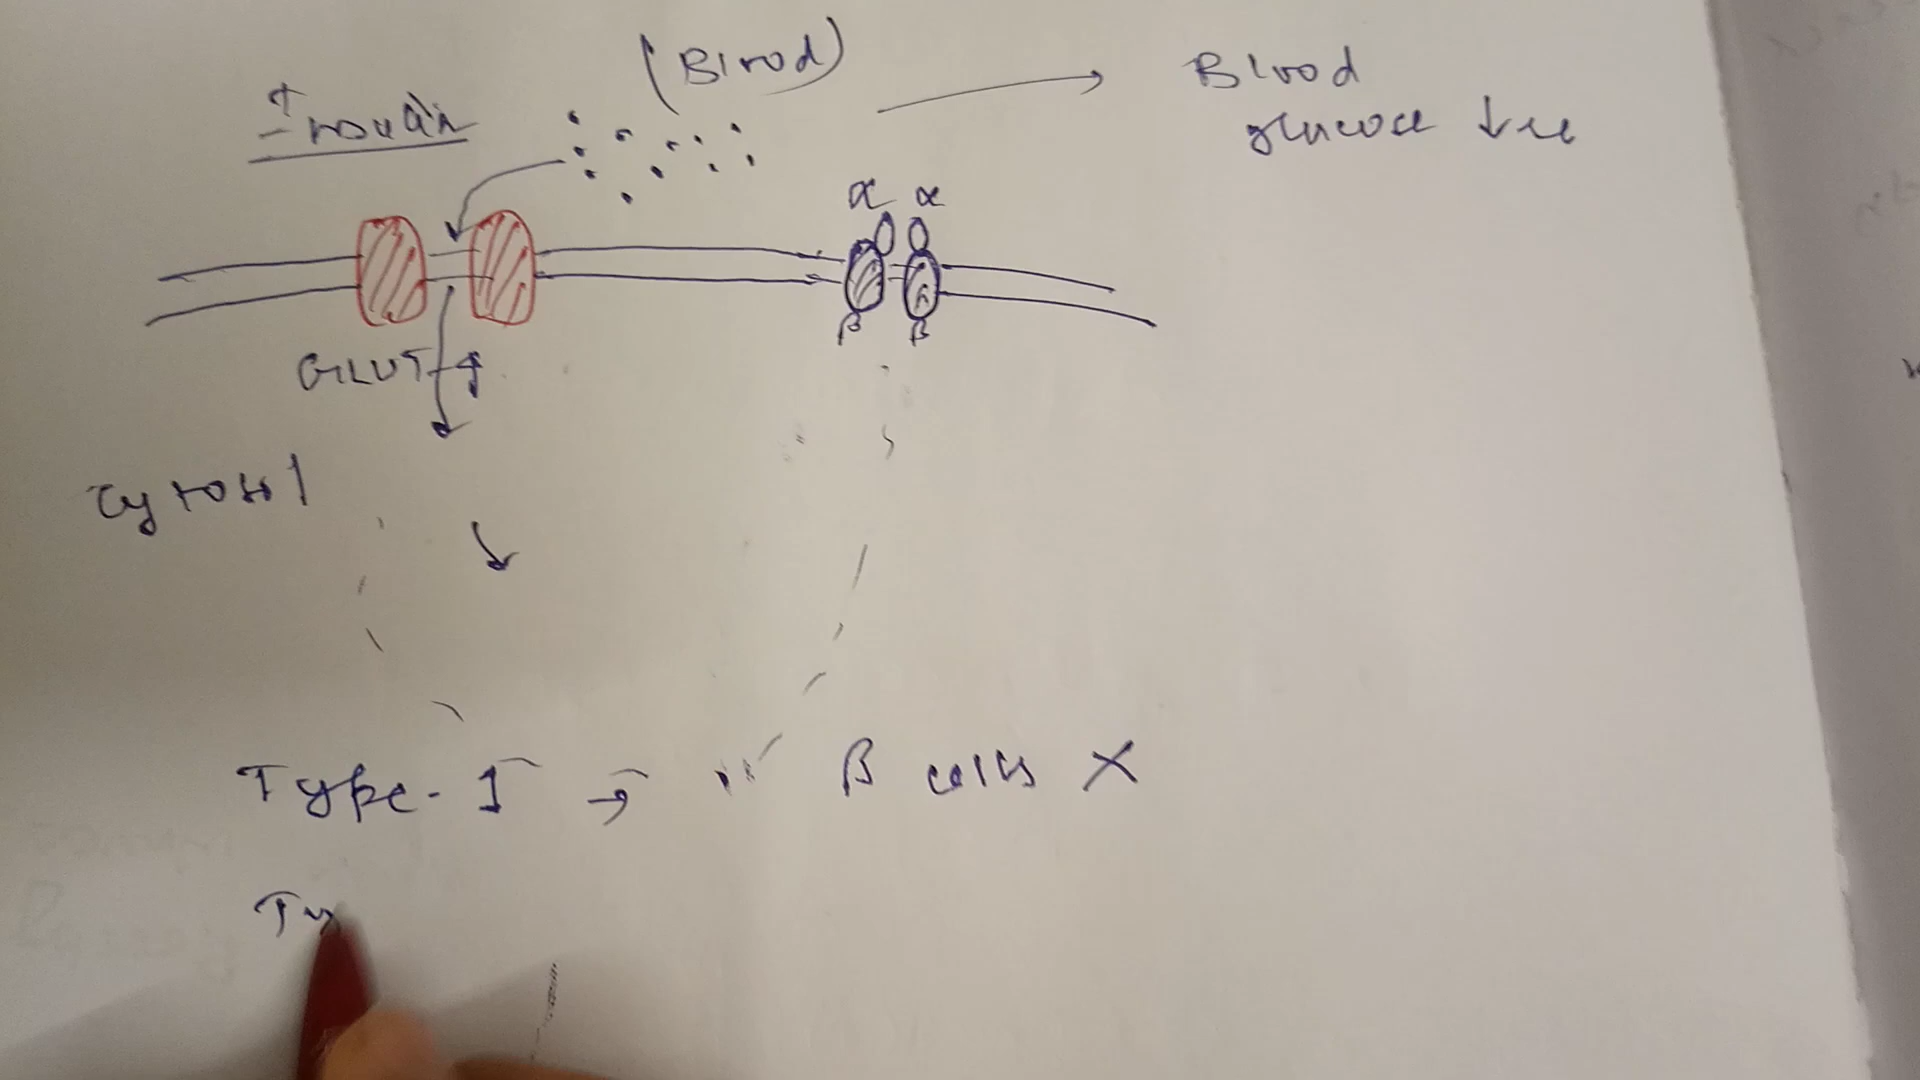 (Blood)
Insulin
Blood
glucose ↓se
α α
β β
GLUT-4
Cytosol
Type-I → β cells X
Ty